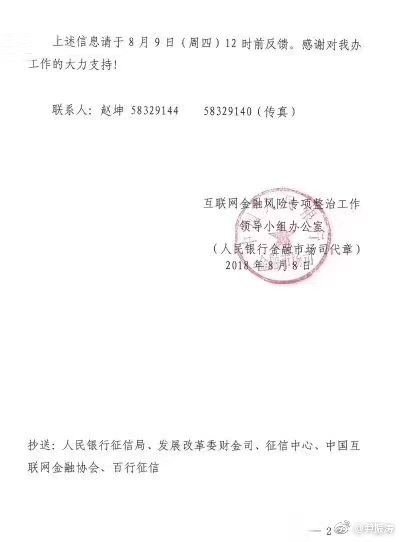 上述信息请于 8 月 9 日（周四）12 时前反馈。感谢对我办
工作的大力支持！
联系人：赵坤 58329144 58329140（传真）
互联网金融风险专项整治工作
领导小组办公室
（人民银行金融市场司代章）
2018 年 8 月 8 日
抄送：人民银行征信局、发展改革委财金司、征信中心、中国互
联网金融协会、百行征信
— 2
@尹振涛